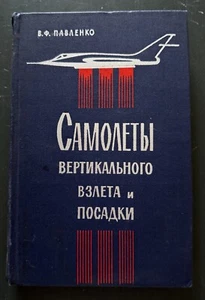 В.Ф. ПАВЛЕНКО
САМОЛЕТЫ
ВЕРТИКАЛЬНОГО
ВЗЛЕТА и
ПОСАДКИ